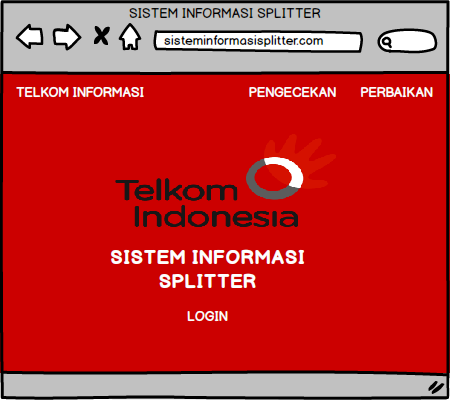 SISTEM INFORMASI SPLITTER
sisteminformasisplitter.com
TELKOM INFORMASI PENGECEKAN PERBAIKAN
Telkom
Indonesia
SISTEM INFORMASI
SPLITTER
LOGIN